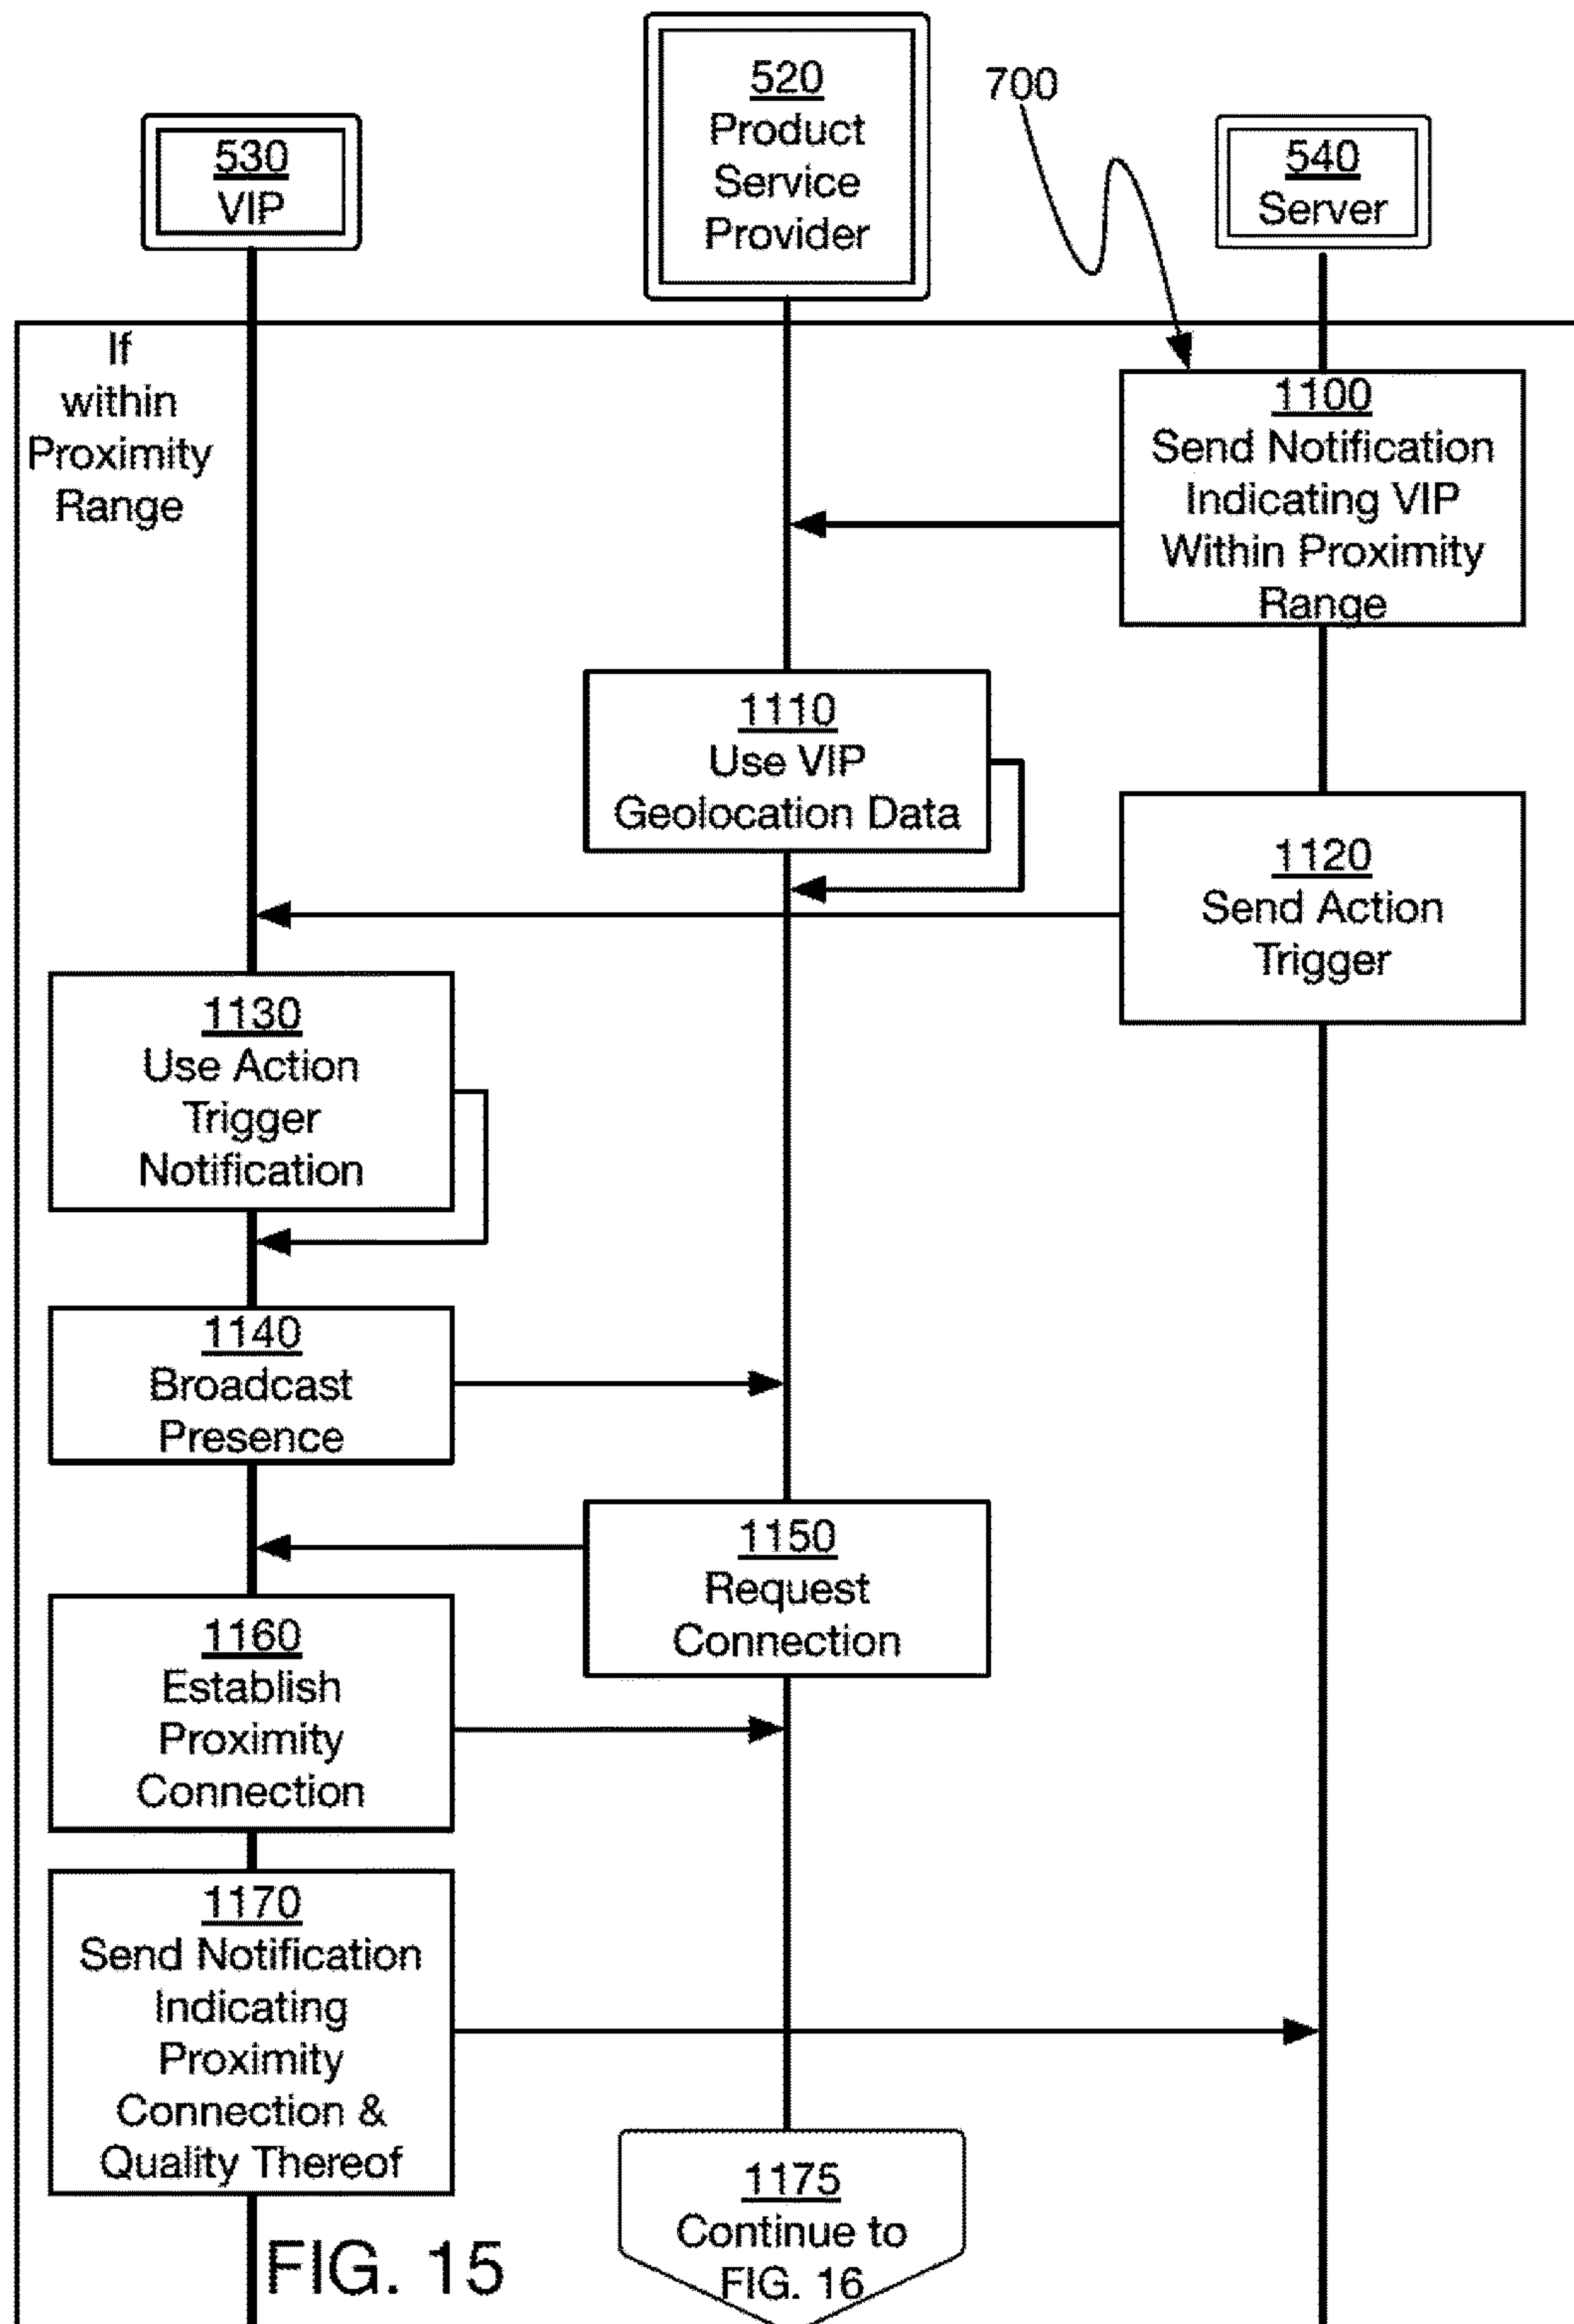 530
VIP
520
Product
Service
Provider
700
540
Server
If
within
Proximity
Range
1100
Send Notification
Indicating VIP
Within Proximity
Range
1110
Use VIP
Geolocation Data
1120
Send Action
Trigger
1130
Use Action
Trigger
Notification
1140
Broadcast
Presence
1150
Request
Connection
1160
Establish
Proximity
Connection
1170
Send Notification
Indicating
Proximity
Connection &
Quality Thereof
1175
Continue to
FIG. 16
FIG. 15